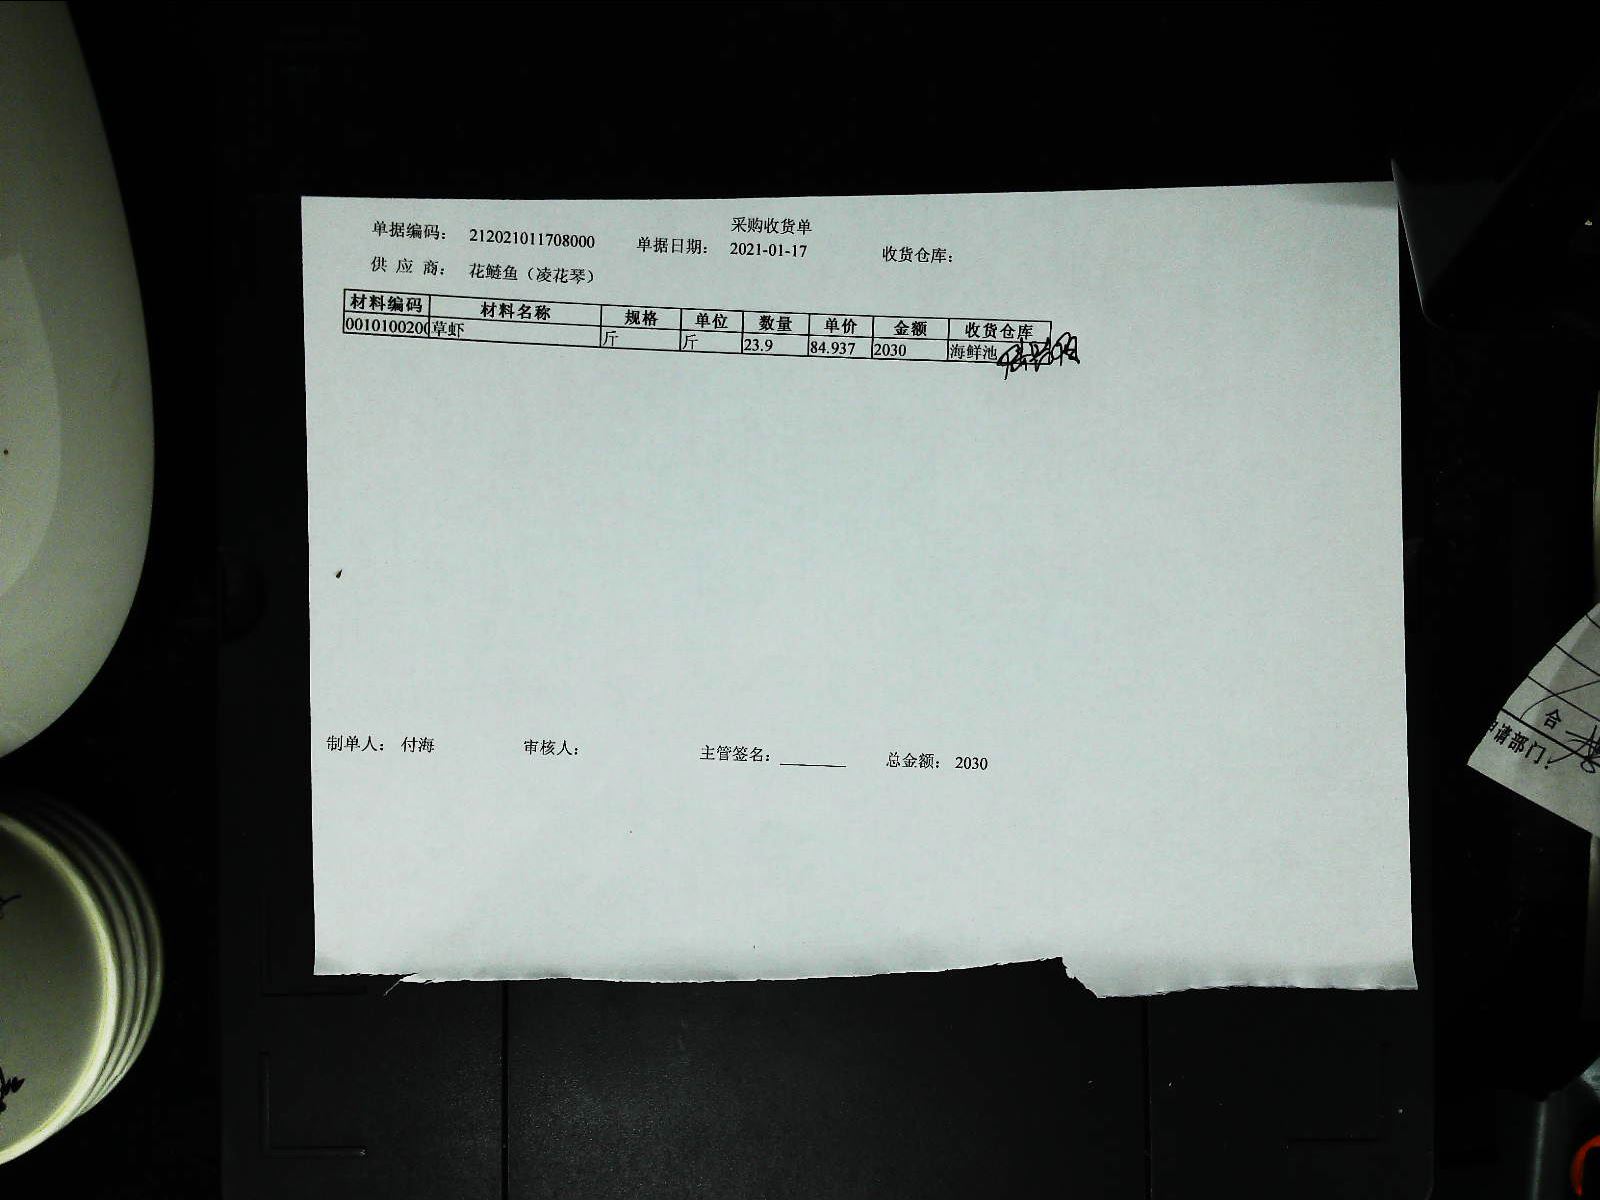 采购收货单
单据编码： 212021011708000 单据日期： 2021-01-17 收货仓库：
供 应 商： 花鲢鱼（凌花琴）
材料编码 材料名称 规格 单位 数量 单价 金额 收货仓库
0010100200 草虾 斤 斤 23.9 84.937 2030 海鲜池
制单人： 付海 审核人： 主管签名：_______ 总金额： 2030
合
申请部门：